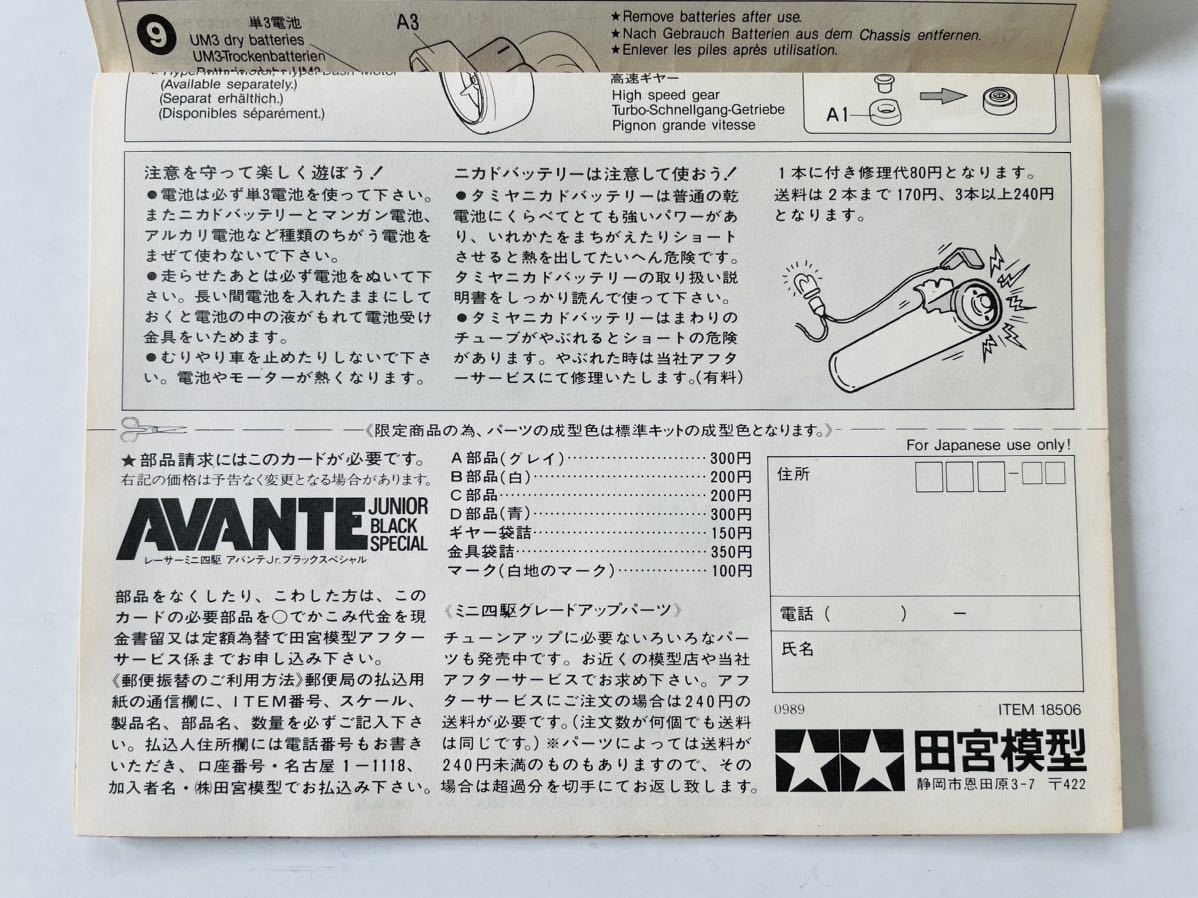 9
単3電池
UM3 dry batteries
UM3-Trockenbatterien
A3
★Remove batteries after use.
★Nach Gebrauch Batterien aus dem Chassis entfernen.
★Enlever les piles après utilisation.
(Available separately.)
(Separat erhältlich.)
(Disponibles séparément.)
高速ギヤー
High speed gear
Turbo-Schnellgang-Getriebe
Pignon grande vitesse
A1
注意を守って楽しく遊ぼう!
●電池は必ず単3電池を使って下さい。
またニカドバッテリーとマンガン電池、
アルカリ電池など種類のちがう電池を
まぜて使わないで下さい。
●走らせたあとは必ず電池をぬいて下
さい。長い間電池を入れたままにして
おくと電池の中の液がもれて電池受け
金具をいためます。
●むりやり車を止めたりしないで下さ
い。電池やモーターが熱くなります。
ニカドバッテリーは注意して使おう!
●タミヤニカドバッテリーは普通の乾
電池にくらべてとても強いパワーがあ
り、いれかたをまちがえたりショート
させると熱を出してたいへん危険です。
タミヤニカドバッテリーの取り扱い説
明書をしっかり読んで使って下さい。
●タミヤニカドバッテリーはまわりの
チューブがやぶれるとショートの危険
があります。やぶれた時は当社アフタ
ーサービスにて修理いたします。(有料)
1本に付き修理代80円となります。
送料は2本まで170円、3本以上240円
となります。
《限定商品の為、パーツの成型色は標準キットの成型色となります。》
★部品請求にはこのカードが必要です。
右記の価格は予告なく変更となる場合があります。
AVANTE JUNIOR
BLACK
SPECIAL
レーサーミニ四駆 アバンテJr.ブラックスペシャル
部品をなくしたり、こわした方は、この
カードの必要部品を○でかこみ代金を現
金書留又は定額為替で田宮模型アフター
サービス係までお申し込み下さい。
《郵便振替のご利用方法》郵便局の払込用
紙の通信欄に、ITEM番号、スケール、
製品名、部品名、数量を必ずご記入下さ
い。払込人住所欄には電話番号もお書き
いただき、口座番号・名古屋1-1118、
加入者名・(株)田宮模型でお払込み下さい。
A部品(グレイ)………………300円
B部品(白)……………………200円
C部品…………………………200円
D部品(青)……………………300円
ギヤー袋詰……………………150円
金具袋詰………………………350円
マーク(白地のマーク)…………100円
《ミニ四駆グレードアップパーツ》
チューンアップに必要ないろいろなパー
ツも発売中です。お近くの模型店や当社
アフターサービスでお求め下さい。アフ
ターサービスにご注文の場合は240円の
送料が必要です。(注文数が何個でも送料
は同じです。)※パーツによっては送料が
240円未満のものもありますので、その
場合は超過分を切手にてお返し致します。
For Japanese use only!
住所
電話( ) -
氏名
0989
ITEM 18506
田宮模型
静岡市恩田原3-7 〒422